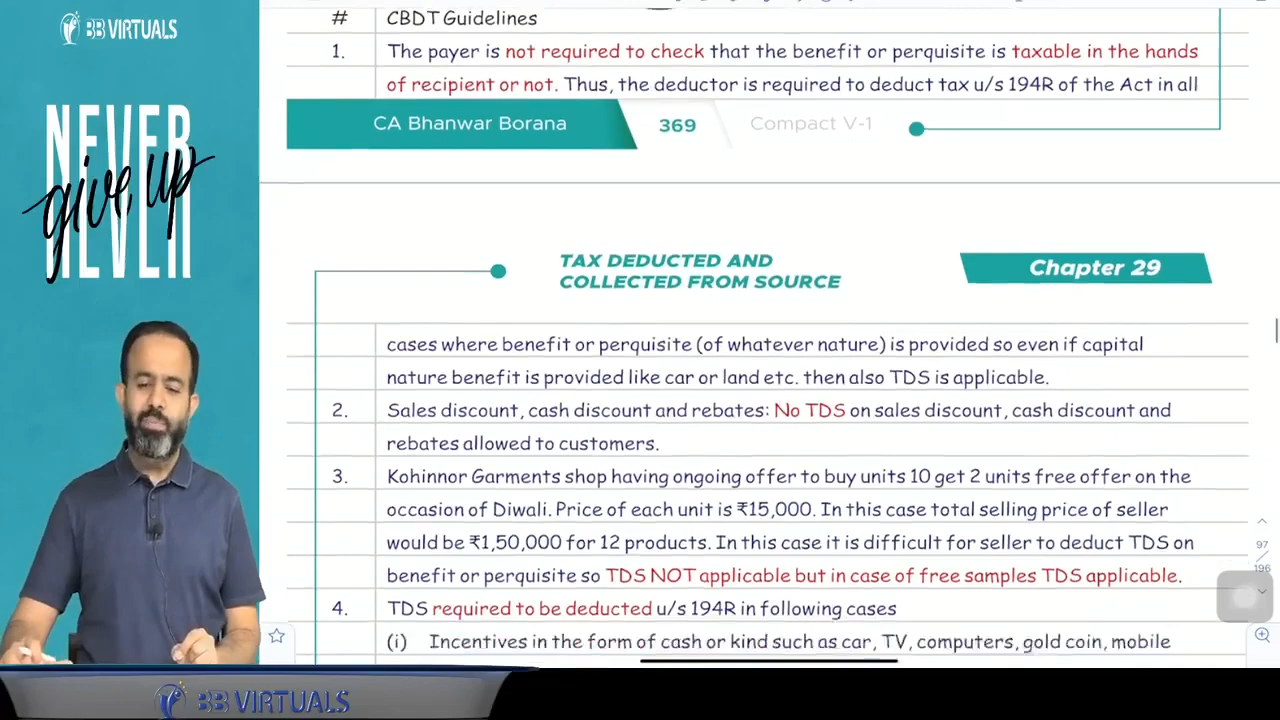 BB VIRTUALS
NEVER
give up
NEVER
# CBDT Guidelines
1. The payer is not required to check that the benefit or perquisite is taxable in the hands
of recipient or not. Thus, the deductor is required to deduct tax u/s 194R of the Act in all
CA Bhanwar Borana 369 Compact V-1
TAX DEDUCTED AND
COLLECTED FROM SOURCE
Chapter 29
cases where benefit or perquisite (of whatever nature) is provided so even if capital
nature benefit is provided like car or land etc. then also TDS is applicable.
2. Sales discount, cash discount and rebates: No TDS on sales discount, cash discount and
rebates allowed to customers.
3. Kohinnor Garments shop having ongoing offer to buy units 10 get 2 units free offer on the
occasion of Diwali. Price of each unit is ₹15,000. In this case total selling price of seller
would be ₹1,50,000 for 12 products. In this case it is difficult for seller to deduct TDS on
benefit or perquisite so TDS NOT applicable but in case of free samples TDS applicable.
4. TDS required to be deducted u/s 194R in following cases
(i) Incentives in the form of cash or kind such as car, TV, computers, gold coin, mobile
97
196
BB VIRTUALS